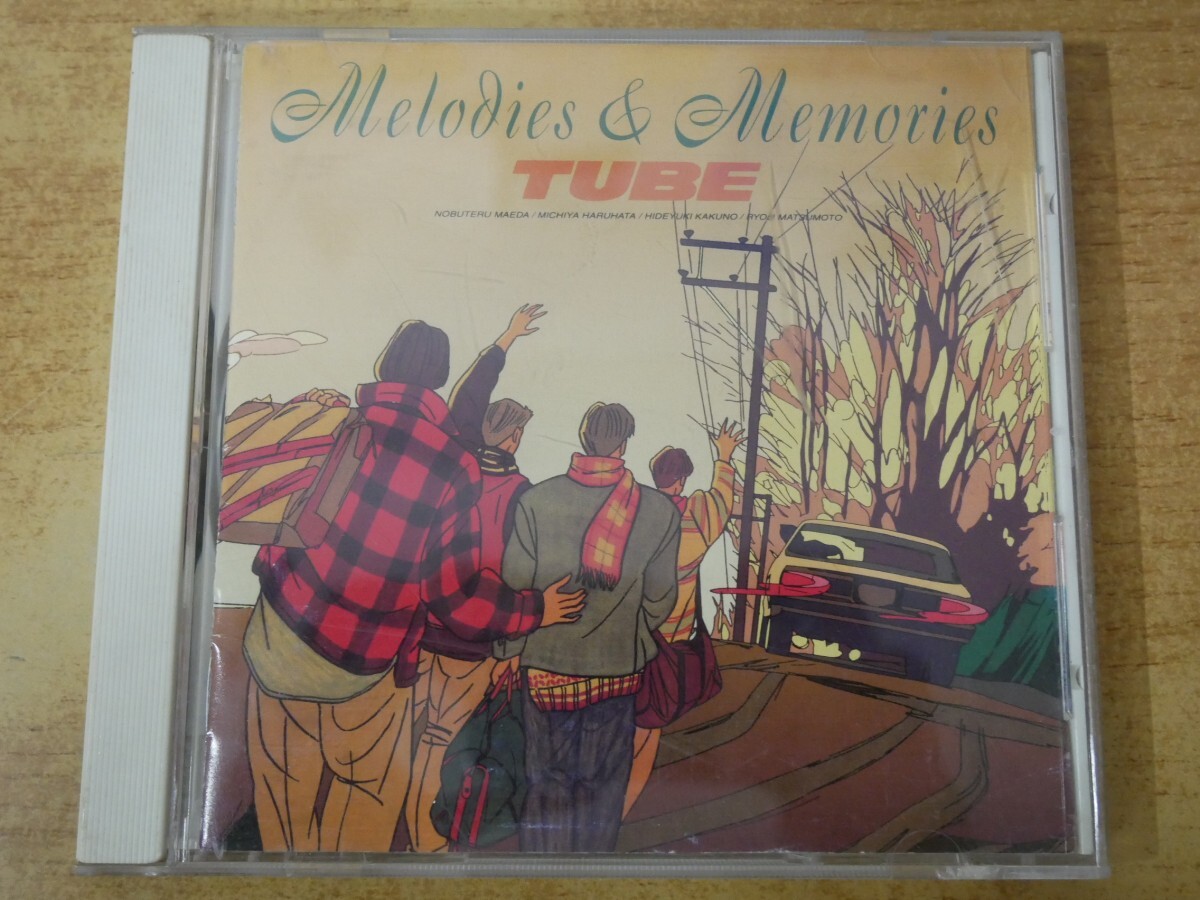 Melodies & Memories
TUBE
NOBUTERU MAEDA / MICHIYA HARUHATA / HIDEYUKI KAKUNO / RYOJI MATSUMOTO